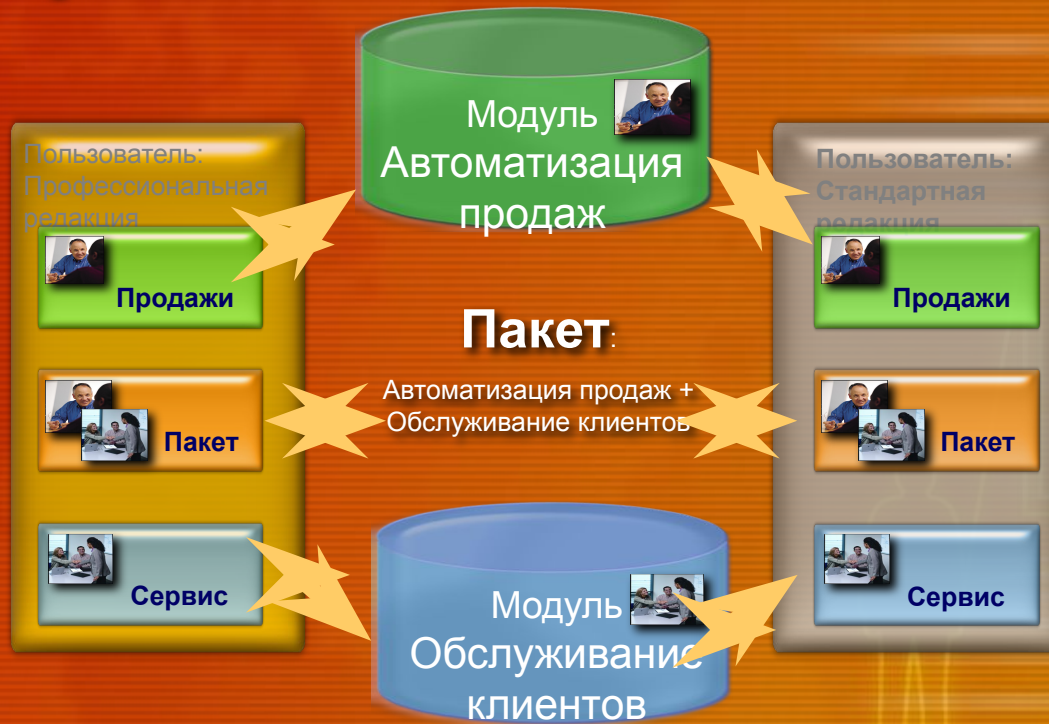 Модуль
Автоматизация
продаж
Пользователь:
Профессиональная
редакция
Продажи
Пакет
Сервис
Пакет:
Автоматизация продаж +
Обслуживание клиентов
Модуль
Обслуживание
клиентов
Пользователь:
Стандартная
редакция
Продажи
Пакет
Сервис